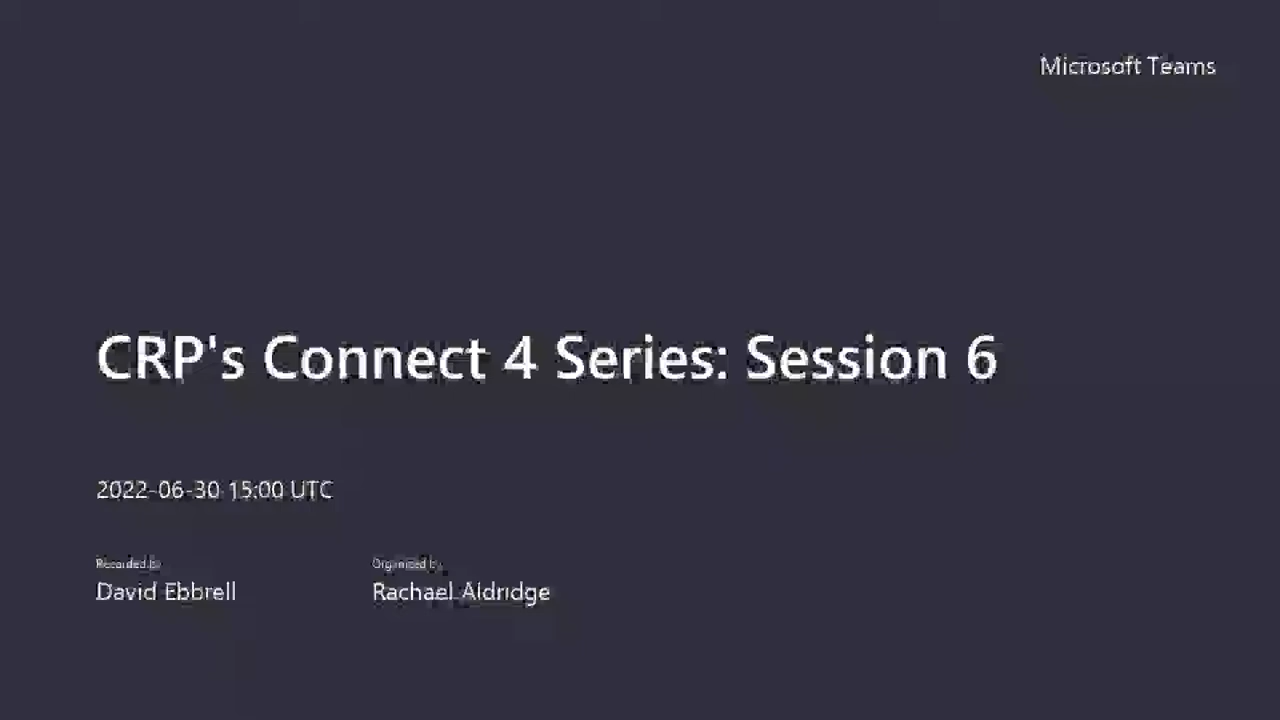 Microsoft Teams
CRP's Connect 4 Series: Session 6
2022-06-30 15:00 UTC
Recorded by
Organized by
David Ebbrell
Rachael Aldridge